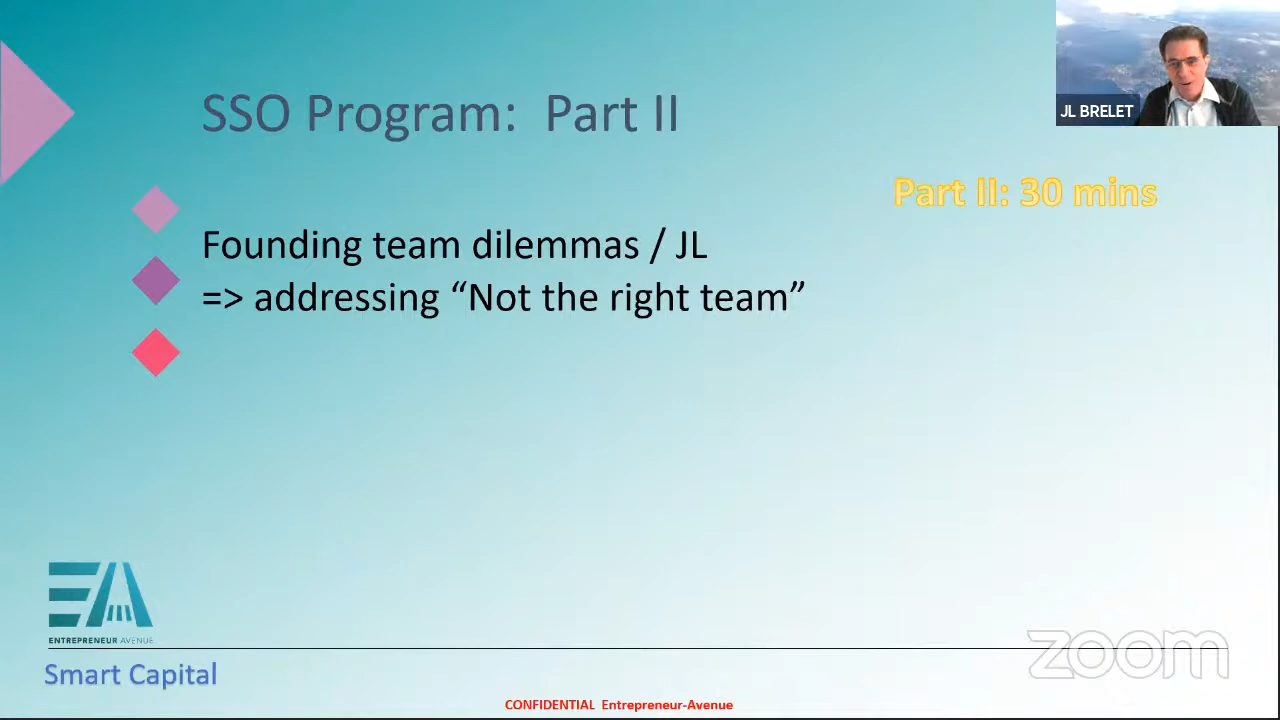 JL BRELET
SSO Program:  Part II
Part II: 30 mins
Founding team dilemmas / JL
=> addressing “Not the right team”
EA
ENTREPRENEUR AVENUE
Smart Capital
zoom
CONFIDENTIAL  Entrepreneur-Avenue